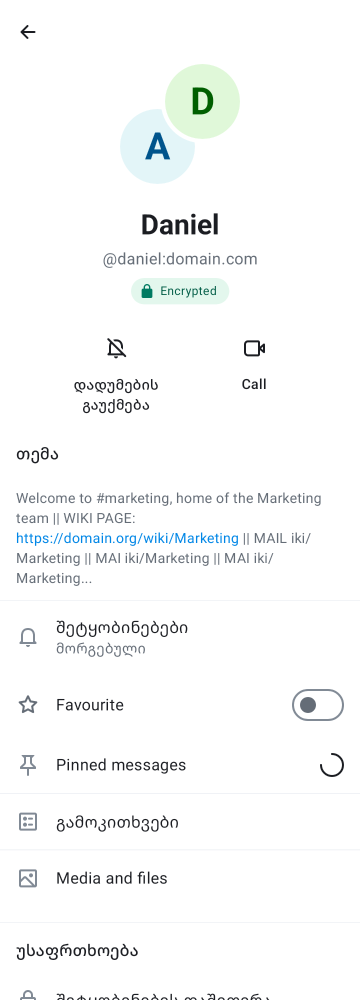 D
A
Daniel
@daniel:domain.com
Encrypted
დადუმების
გაუქმება
Call
თემა
Welcome to #marketing, home of the Marketing
team || WIKI PAGE:
https://domain.org/wiki/Marketing || MAIL iki/
Marketing || MAI iki/Marketing || MAI iki/
Marketing...
შეტყობინებები
მორგებული
Favourite
Pinned messages
გამოკითხვები
Media and files
უსაფრთხოება
შეტყობინების დაშიფვრა